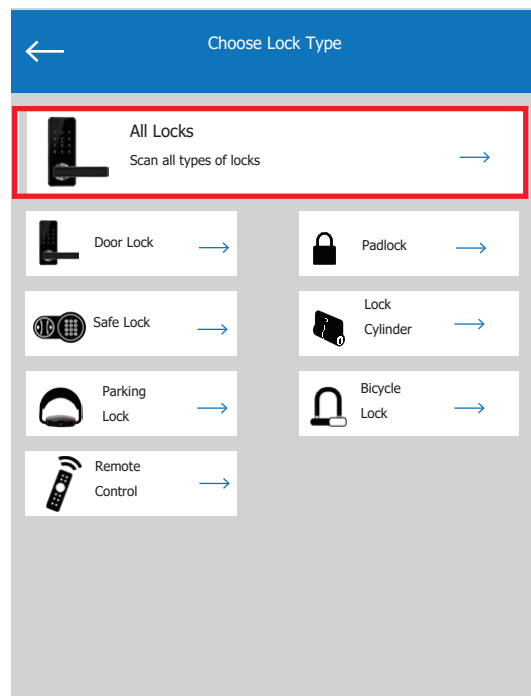 Choose Lock Type
All Locks
Scan all types of locks
Door Lock
Padlock
Safe Lock
Lock
Cylinder
Parking
Lock
Bicycle
Lock
Remote
Control